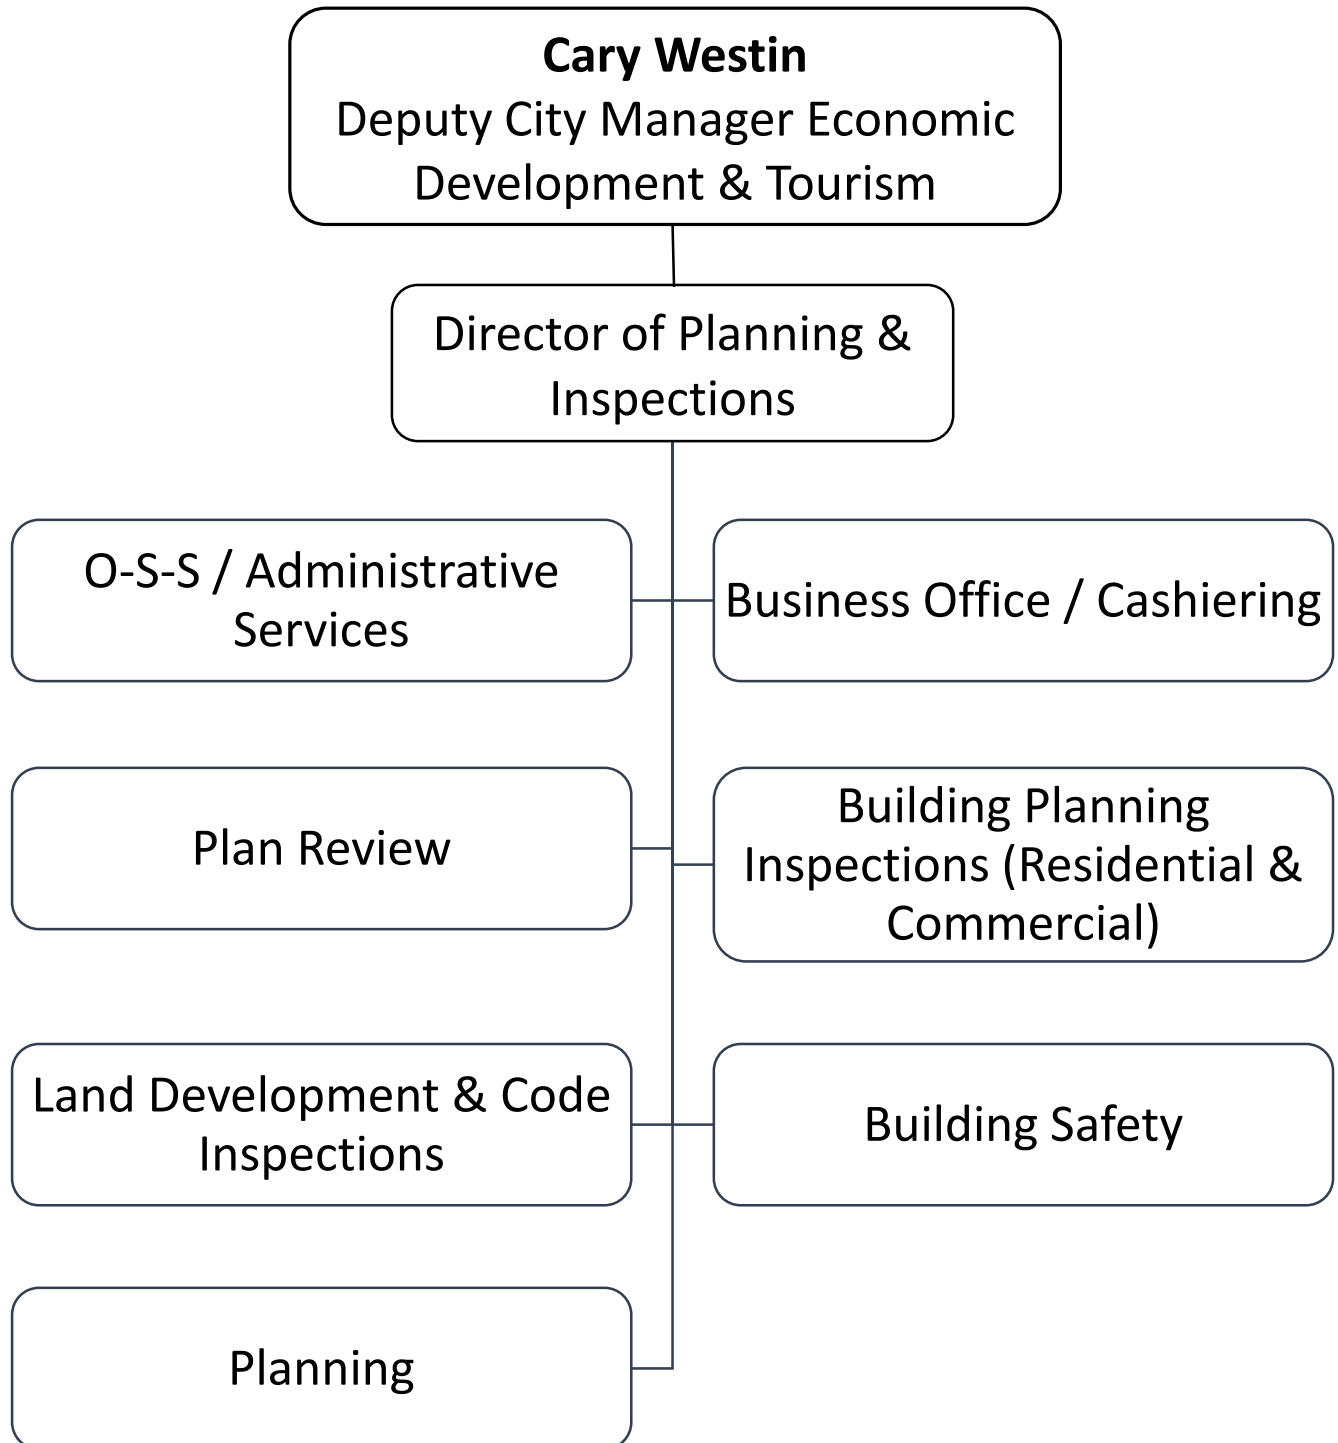 Cary Westin
Deputy City Manager Economic
Development & Tourism
Director of Planning &
Inspections
O-S-S / Administrative
Services
Business Office / Cashiering
Plan Review
Building Planning
Inspections (Residential &
Commercial)
Land Development & Code
Inspections
Building Safety
Planning